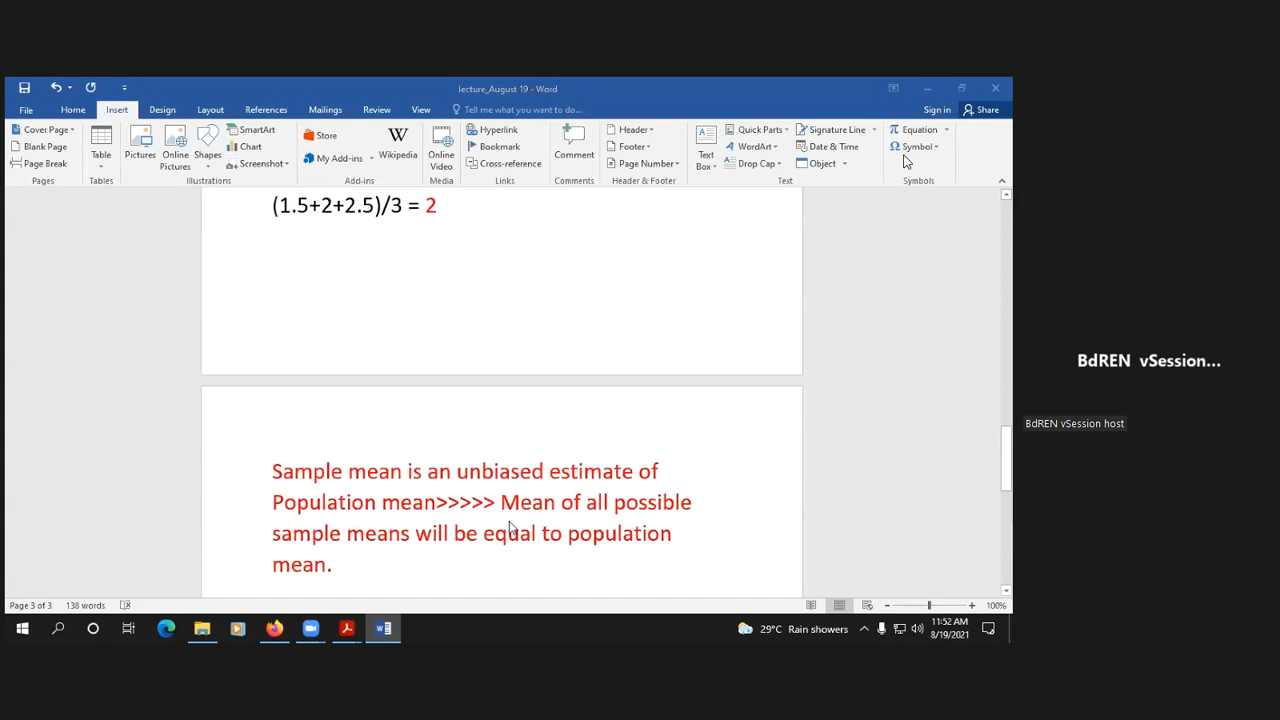 lecture_August 19 - Word
File Home Insert Design Layout References Mailings Review View Tell me what you want to do... Sign in Share
Cover Page
Blank Page
Page Break
Pages
Table
Tables
Pictures
Online Pictures
Shapes
SmartArt
Chart
Screenshot
Illustrations
Store
My Add-ins
W
Wikipedia
Add-ins
Online Video
Media
Hyperlink
Bookmark
Cross-reference
Links
Comment
Comments
Header
Footer
Page Number
Header & Footer
Text Box
Quick Parts
WordArt
Drop Cap
Signature Line
Date & Time
Object
Text
π Equation
Ω Symbol
Symbols
(1.5+2+2.5)/3 = 2
Sample mean is an unbiased estimate of
Population mean>>>>> Mean of all possible
sample means will be equal to population
mean.
BdREN vSession...
BdREN vSession host
Page 3 of 3 138 words 100%
29°C Rain showers 11:52 AM
8/19/2021